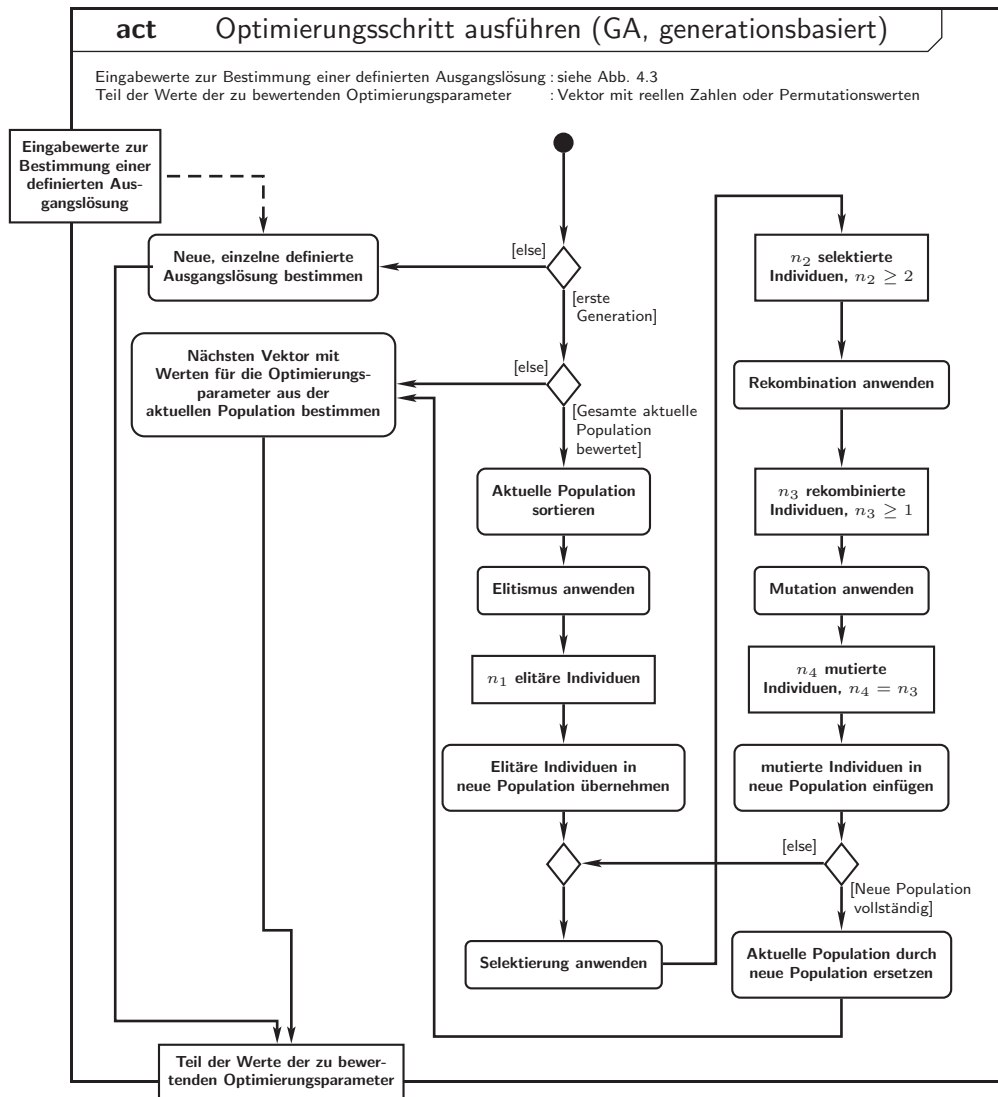 act Optimierungsschritt ausführen (GA, generationsbasiert)
Eingabewerte zur Bestimmung einer definierten Ausgangslösung : siehe Abb. 4.3
Teil der Werte der zu bewertenden Optimierungsparameter : Vektor mit reellen Zahlen oder Permutationswerten
Eingabewerte zur
Bestimmung einer
definierten Aus-
gangslösung
[else]
Neue, einzelne definierte
Ausgangslösung bestimmen
[erste
Generation]
[else]
Nächsten Vektor mit
Werten für die Optimierungs-
parameter aus der
aktuellen Population bestimmen
[Gesamte aktuelle
Population
bewertet]
Aktuelle Population
sortieren
Elitismus anwenden
n₁ elitäre Individuen
Elitäre Individuen in
neue Population übernehmen
Selektierung anwenden
n₂ selektierte
Individuen, n₂ ≥ 2
Rekombination anwenden
n₃ rekombinierte
Individuen, n₃ ≥ 1
Mutation anwenden
n₄ mutierte
Individuen, n₄ = n₃
mutierte Individuen in
neue Population einfügen
[else]
[Neue Population
vollständig]
Aktuelle Population durch
neue Population ersetzen
Teil der Werte der zu bewer-
tenden Optimierungsparameter